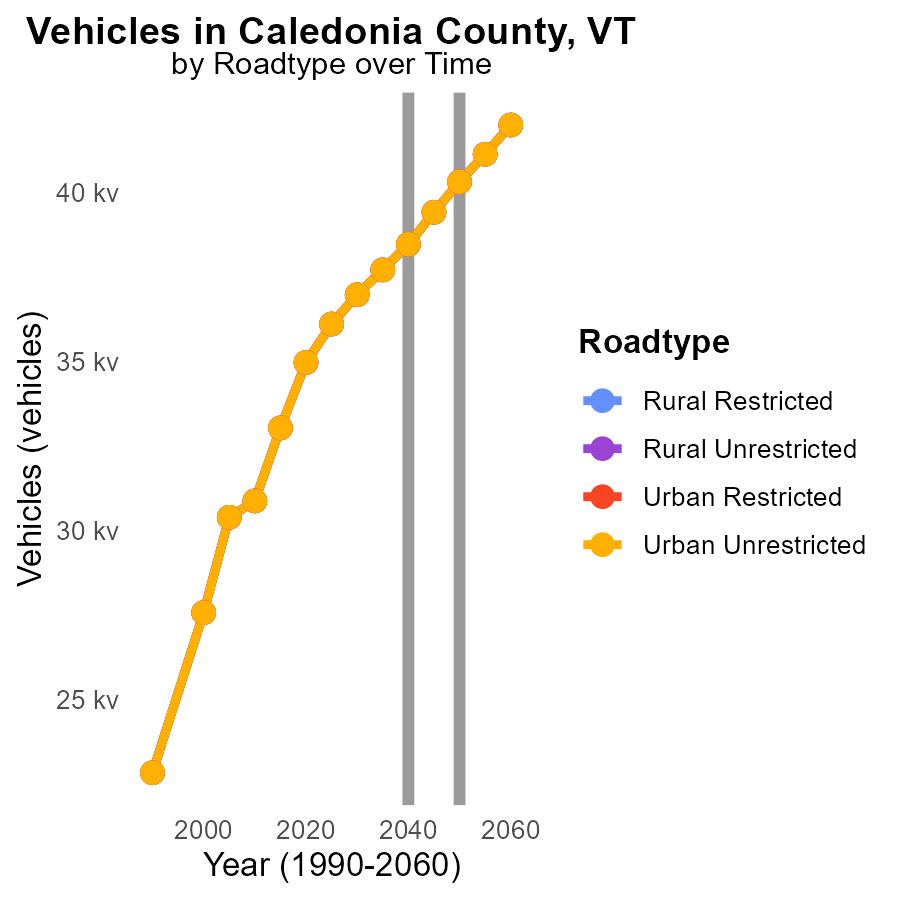 Vehicles in Caledonia County, VT
by Roadtype over Time
40 kv
35 kv
30 kv
25 kv
Vehicles (vehicles)
2000 2020 2040 2060
Year (1990-2060)
Roadtype
Rural Restricted
Rural Unrestricted
Urban Restricted
Urban Unrestricted